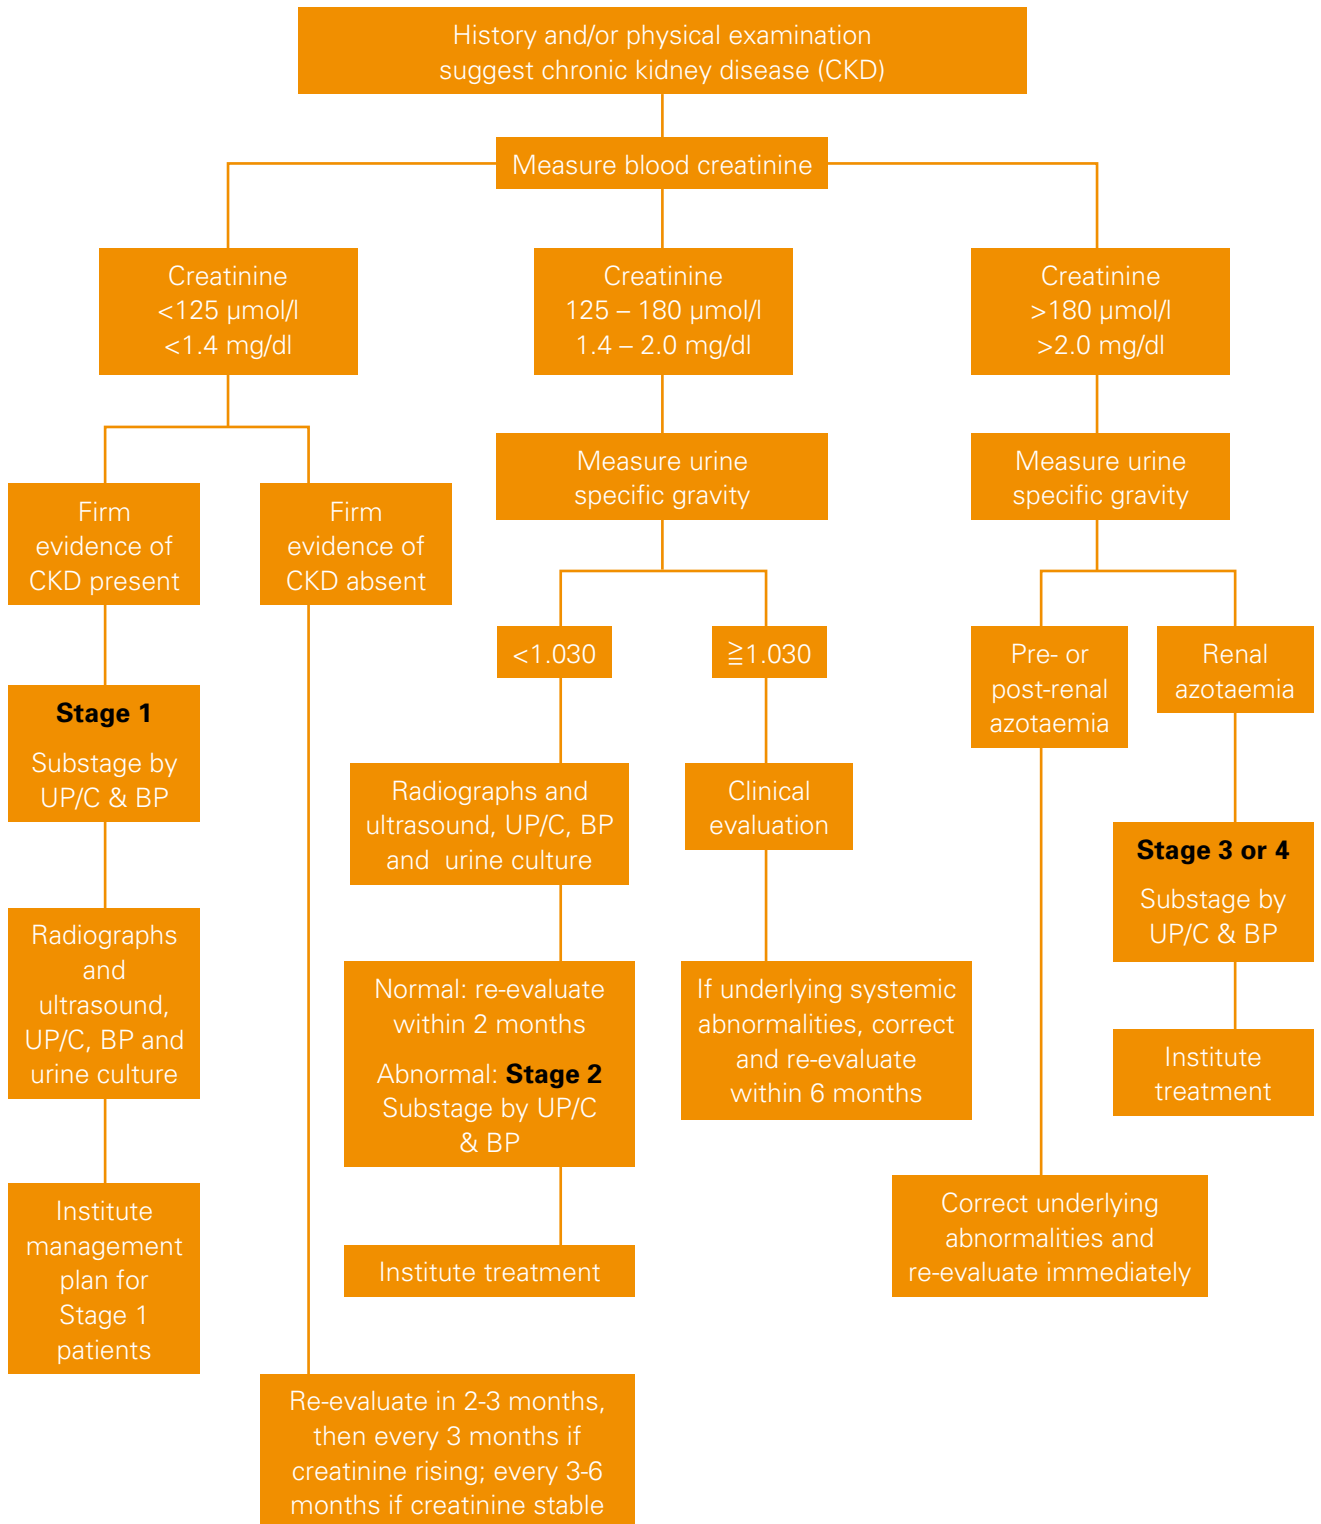 History and/or physical examination
suggest chronic kidney disease (CKD)
Measure blood creatinine
Creatinine
<125 µmol/l
<1.4 mg/dl
Creatinine
125 – 180 µmol/l
1.4 – 2.0 mg/dl
Creatinine
>180 µmol/l
>2.0 mg/dl
Firm
evidence of
CKD present
Firm
evidence of
CKD absent
Measure urine
specific gravity
Measure urine
specific gravity
<1.030
≧1.030
Pre- or
post-renal
azotaemia
Renal
azotaemia
Stage 1
Substage by
UP/C & BP
Radiographs and
ultrasound, UP/C, BP
and urine culture
Clinical
evaluation
Stage 3 or 4
Substage by
UP/C & BP
Radiographs
and
ultrasound,
UP/C, BP and
urine culture
Normal: re-evaluate
within 2 months
Abnormal: Stage 2
Substage by UP/C
& BP
If underlying systemic
abnormalities, correct
and re-evaluate
within 6 months
Institute
treatment
Institute
management
plan for
Stage 1
patients
Institute treatment
Correct underlying
abnormalities and
re-evaluate immediately
Re-evaluate in 2-3 months,
then every 3 months if
creatinine rising; every 3-6
months if creatinine stable